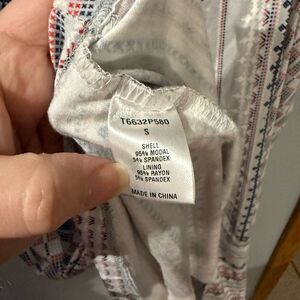 T6632P580
S
SHELL
95% MODAL
5% SPANDEX
LINING
95% RAYON
5% SPANDEX
MADE IN CHINA